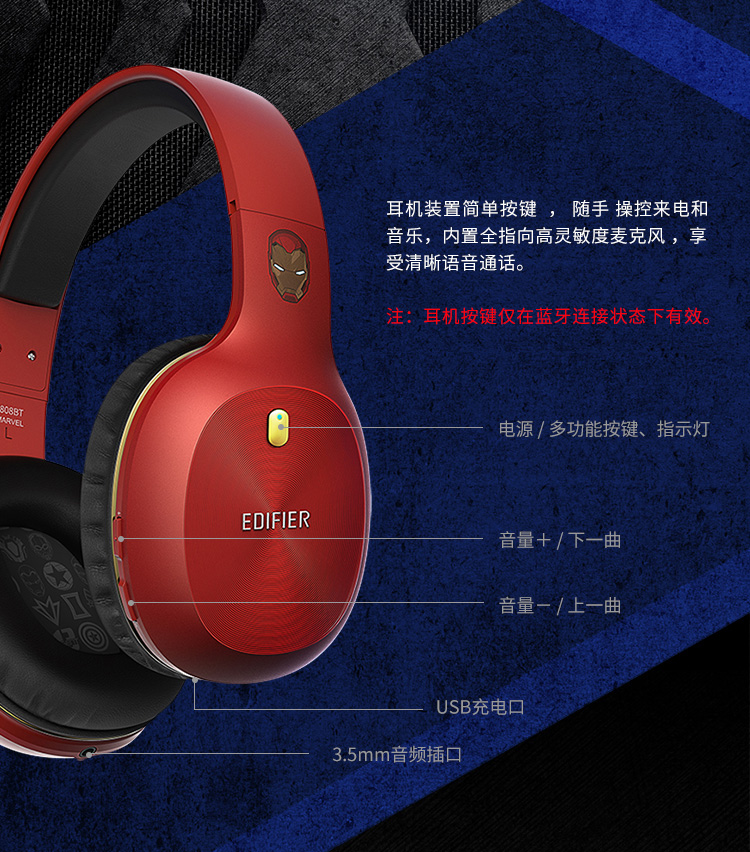 耳机装置简单按键 ， 随手 操控来电和
音乐，内置全指向高灵敏度麦克风 ，享
受清晰语音通话。
注：耳机按键仅在蓝牙连接状态下有效。
808BT
MARVEL
L
电源 / 多功能按键、指示灯
EDIFIER
音量＋ / 下一曲
音量－ / 上一曲
USB充电口
3.5mm音频插口